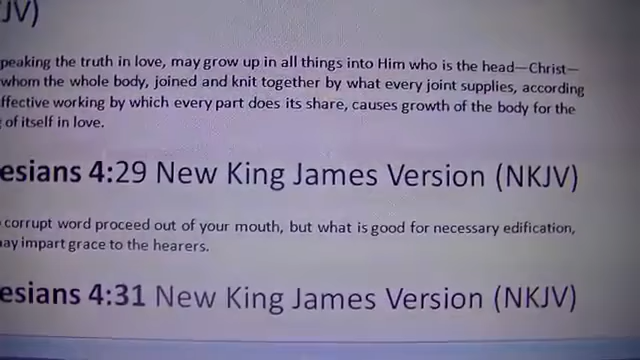 JV)
peaking the truth in love, may grow up in all things into Him who is the head—Christ—
whom the whole body, joined and knit together by what every joint supplies, according
ffective working by which every part does its share, causes growth of the body for the
of itself in love.
esians 4:29 New King James Version (NKJV)
corrupt word proceed out of your mouth, but what is good for necessary edification,
ay impart grace to the hearers.
esians 4:31 New King James Version (NKJV)